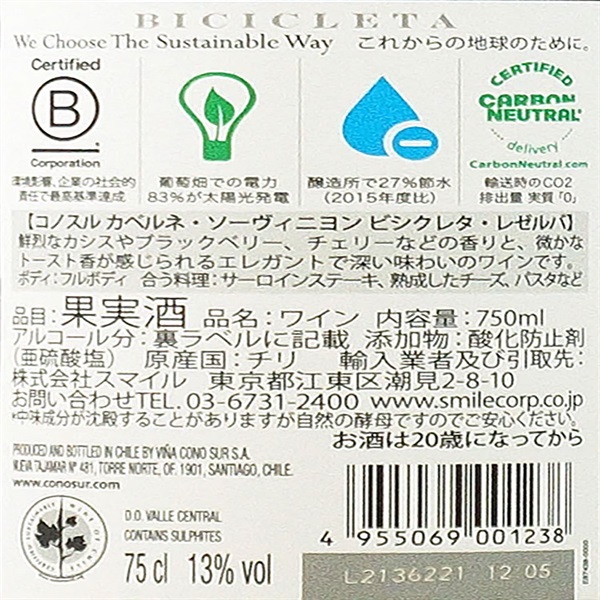 BICICLETA
We Choose The Sustainable Way これからの地球のために。
Certified
B
Corporation
環境影響、企業の社会的
責任で最高基準達成
葡萄畑での電力
83%が太陽光発電
醸造所で27%節水
(2015年度比)
CERTIFIED
CARBON
NEUTRAL
delivery
CarbonNeutral.com
輸送時のCO2
排出量 実質「0」
【コノスル カベルネ・ソーヴィニヨン ビシクレタ・レゼルバ】
鮮烈なカシスやブラックベリー、チェリーなどの香りと、微かな
トースト香が感じられるエレガントで深い味わいのワインです。
ボディ:フルボディ 合う料理:サーロインステーキ、熟成したチーズ、パスタなど
品目:果実酒 品名:ワイン 内容量:750ml
アルコール分:裏ラベルに記載 添加物:酸化防止剤
(亜硫酸塩) 原産国:チリ 輸入業者及び引取先:
株式会社スマイル 東京都江東区潮見2-8-10
お問い合わせTEL. 03-6731-2400 www.smilecorp.co.jp
*中味成分が沈殿することがありますが自然の酵母ですのでご安心ください。
お酒は20歳になってから
PRODUCED AND BOTTLED IN CHILE BY VIÑA CONO SUR S.A.
NUEVA TAJAMAR Nº 481, TORRE NORTE, OF. 1901, SANTIAGO, CHILE.
www.conosur.com
D.O. VALLE CENTRAL
CONTAINS SULPHITES
75 cl 13% vol
4 955069 001238
L2136221 12 05